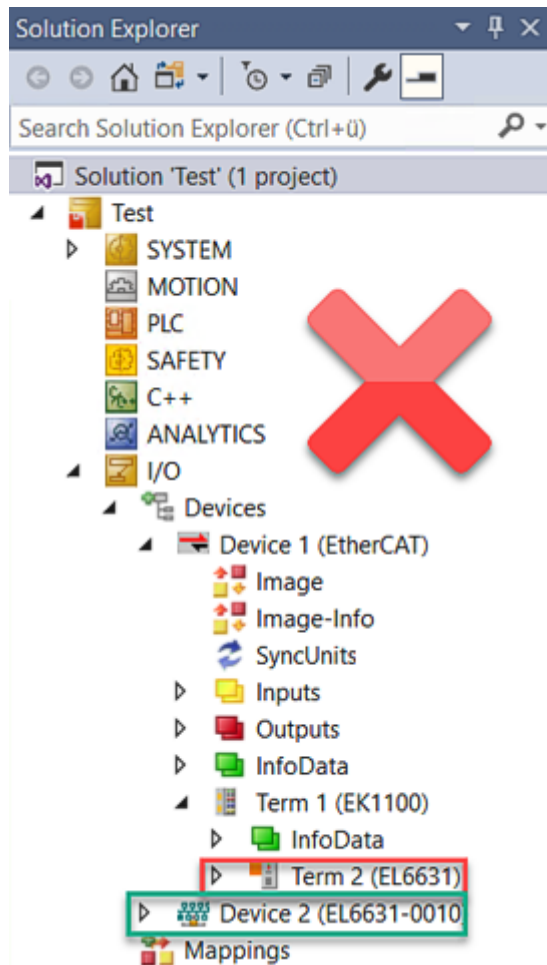 Solution Explorer
Search Solution Explorer (Ctrl+ü)
Solution 'Test' (1 project)
Test
SYSTEM
MOTION
PLC
SAFETY
C++
ANALYTICS
I/O
Devices
Device 1 (EtherCAT)
Image
Image-Info
SyncUnits
Inputs
Outputs
InfoData
Term 1 (EK1100)
InfoData
Term 2 (EL6631)
Device 2 (EL6631-0010)
Mappings